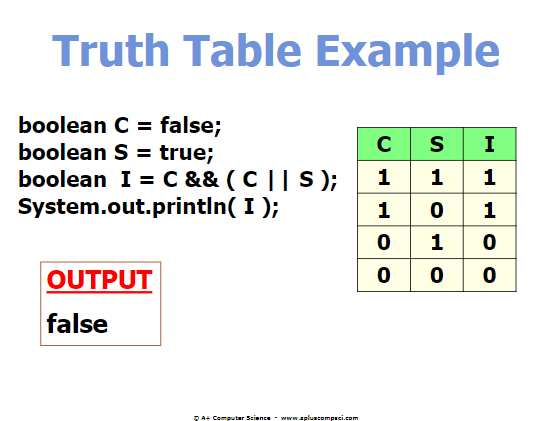 Truth Table Example
boolean C = false;
boolean S = true;
boolean I = C && ( C || S );
System.out.println( I );
C S I
1 1 1
1 0 1
0 1 0
0 0 0
OUTPUT
false
© A+ Computer Science - www.apluscompsci.com